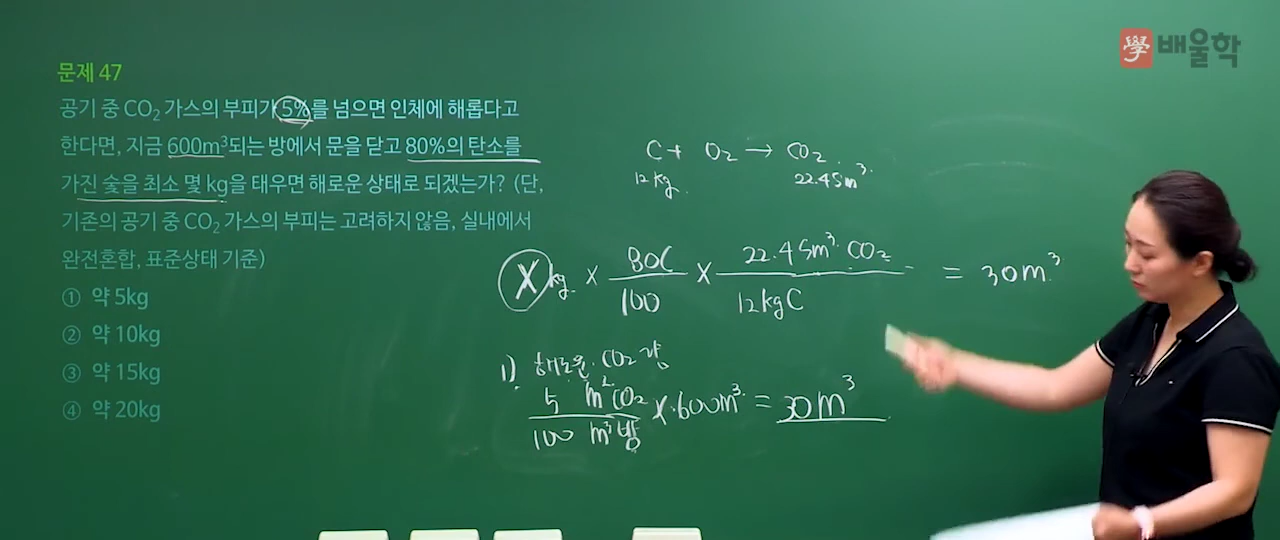 學 배울학
문제 47
공기 중 CO₂ 가스의 부피가 5%를 넘으면 인체에 해롭다고
한다면, 지금 600m³되는 방에서 문을 닫고 80%의 탄소를
가진 숯을 최소 몇 kg을 태우면 해로운 상태로 되겠는가? (단,
기존의 공기 중 CO₂ 가스의 부피는 고려하지 않음, 실내에서
완전혼합, 표준상태 기준)
① 약 5kg
② 약 10kg
③ 약 15kg
④ 약 20kg
C + O₂ → CO₂
12kg 22.4Sm³
X kg × 80C/100 × 22.4Sm³ CO₂/12kgC = 30m³
1) 해로운 CO₂ 량
5 m² CO₂/100 m³ 방 × 600m³ = 30m³